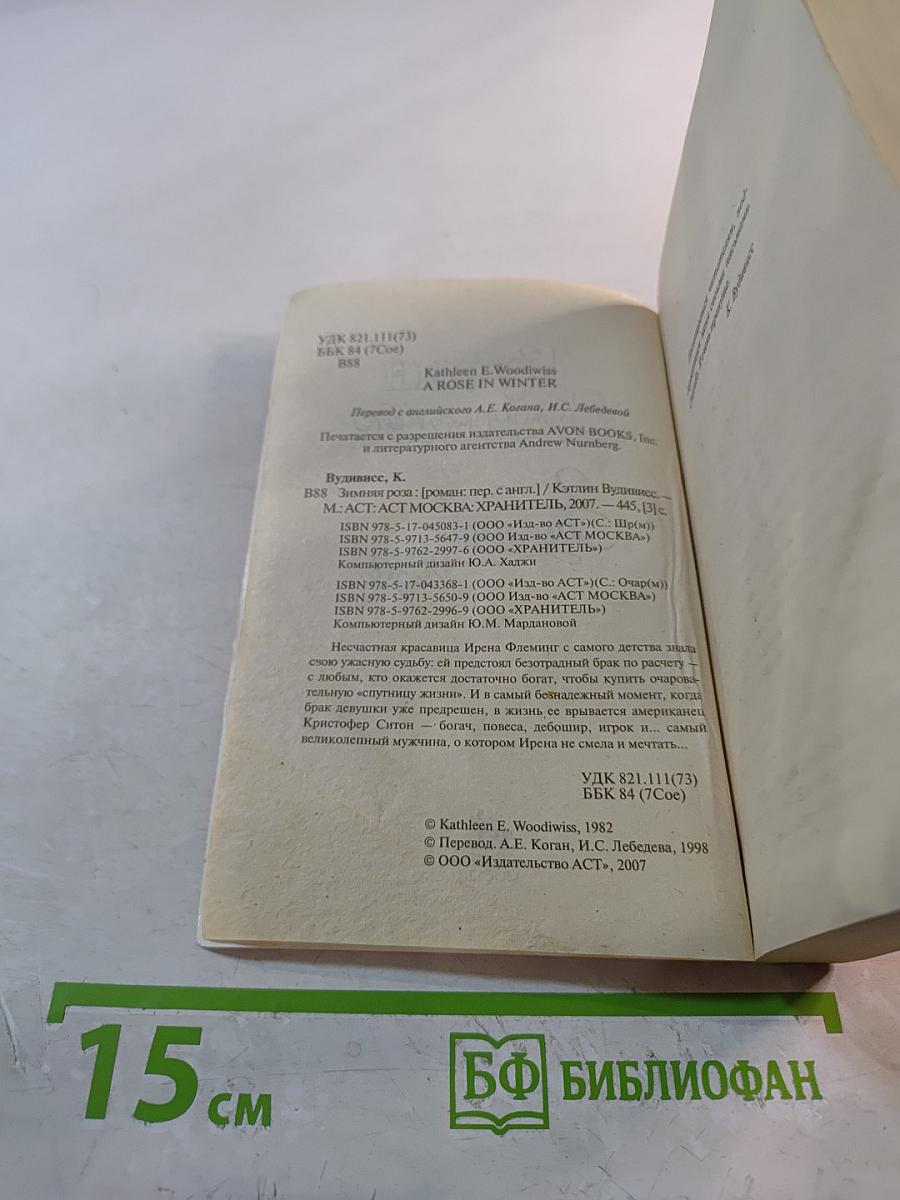 УДК 821.111(73)
ББК 84 (7Сое)
В88
Kathleen E. Woodiwiss
A ROSE IN WINTER
Перевод с английского А.Е. Когана, И.С. Лебедевой
Печатается с разрешения издательства AVON BOOKS, Inc.
и литературного агентства Andrew Nurnberg.
Вудивисс, К.
В88 Зимняя роза : [роман: пер. с англ.] / Кэтлин Вудивисс. —
М.: АСТ: АСТ МОСКВА: ХРАНИТЕЛЬ, 2007. — 445, [3] с.
ISBN 978-5-17-045083-1 (ООО «Изд-во АСТ»)(С.: Шр(м))
ISBN 978-5-9713-5647-9 (ООО Изд-во «АСТ МОСКВА»)
ISBN 978-5-9762-2997-6 (ООО «ХРАНИТЕЛЬ»)
Компьютерный дизайн Ю.А. Хаджи
ISBN 978-5-17-043368-1 (ООО «Изд-во АСТ»)(С.: Очар(м))
ISBN 978-5-9713-5650-9 (ООО Изд-во «АСТ МОСКВА»)
ISBN 978-5-9762-2996-9 (ООО «ХРАНИТЕЛЬ»)
Компьютерный дизайн Ю.М. Мардановой
Несчастная красавица Ирена Флеминг с самого детства знала
свою ужасную судьбу: ей предстоял безотрадный брак по расчету —
с любым, кто окажется достаточно богат, чтобы купить очарова-
тельную «спутницу жизни». И в самый безнадежный момент, когда
брак девушки уже предрешен, в жизнь ее врывается американец
Кристофер Ситон — богач, повеса, дебошир, игрок и... самый
великолепный мужчина, о котором Ирена не смела и мечтать...
УДК 821.111(73)
ББК 84 (7Сое)
© Kathleen E. Woodiwiss, 1982
© Перевод. А.Е. Коган, И.С. Лебедева, 1998
© ООО «Издательство АСТ», 2007
К. Вудивисс
15 см
БФ БИБЛИОФАН